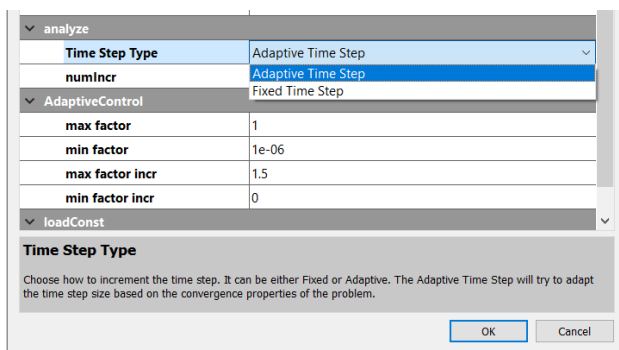 analyze
Time Step Type Adaptive Time Step
numIncr Adaptive Time Step
Fixed Time Step
AdaptiveControl
max factor 1
min factor 1e-06
max factor incr 1.5
min factor incr 0
loadConst
Time Step Type
Choose how to increment the time step. It can be either Fixed or Adaptive. The Adaptive Time Step will try to adapt
the time step size based on the convergence properties of the problem.
OK Cancel